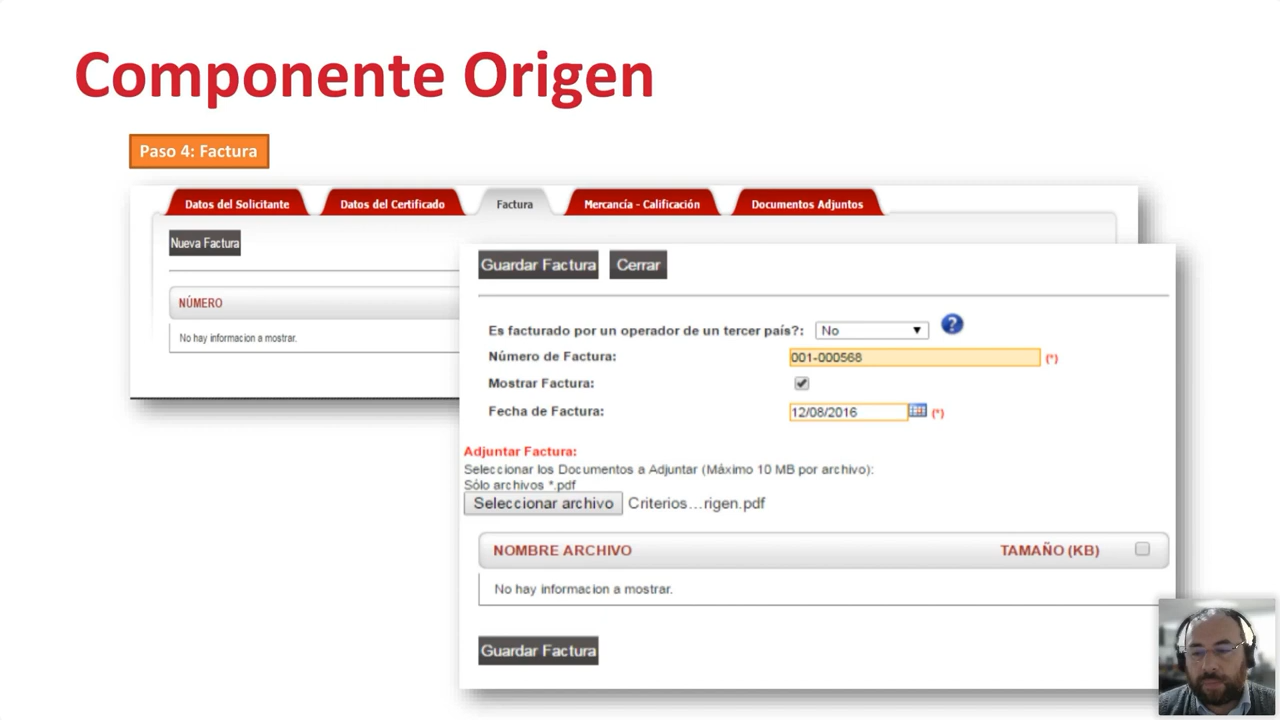 Componente Origen
Paso 4: Factura
Datos del Solicitante Datos del Certificado Factura Mercancía - Calificación Documentos Adjuntos
Nueva Factura
NÚMERO
No hay informacion a mostrar.
Guardar Factura Cerrar
Es facturado por un operador de un tercer país?: No ?
Número de Factura: 001-000568 (*)
Mostrar Factura:
Fecha de Factura: 12/08/2016 (*)
Adjuntar Factura:
Seleccionar los Documentos a Adjuntar (Máximo 10 MB por archivo):
Sólo archivos *.pdf
Seleccionar archivo Criterios...rigen.pdf
NOMBRE ARCHIVO TAMAÑO (KB)
No hay informacion a mostrar.
Guardar Factura